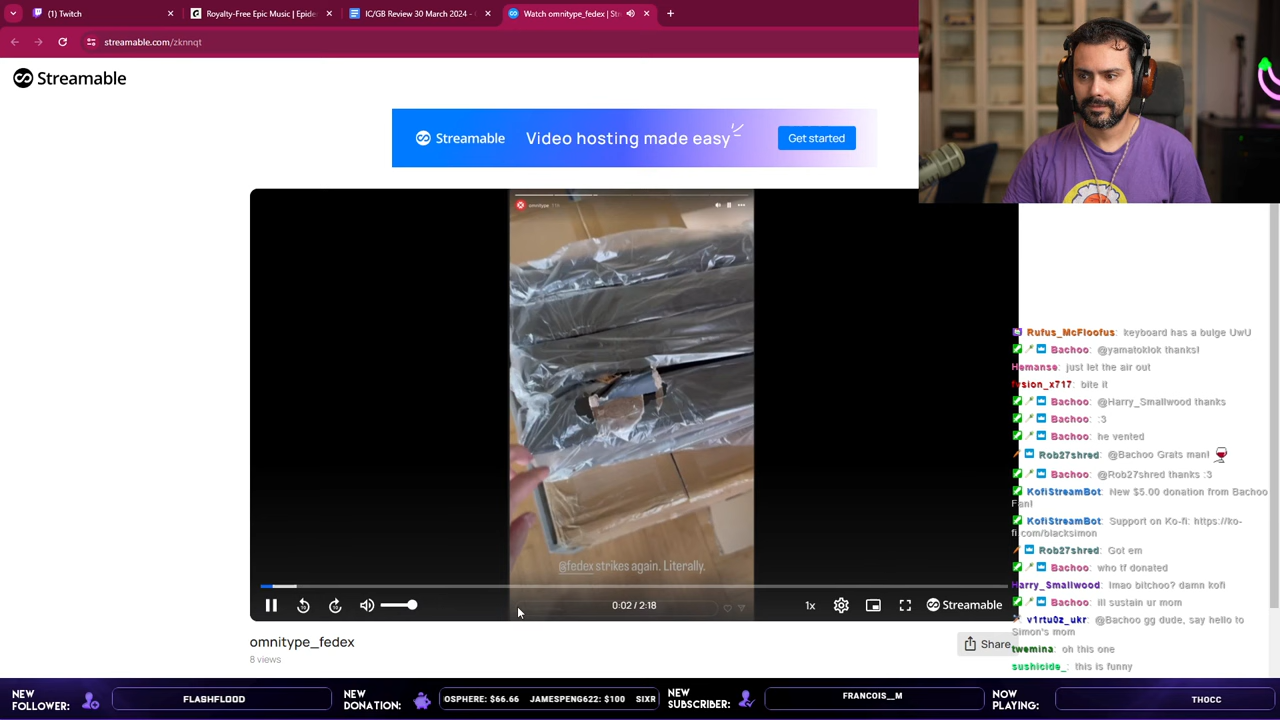 (1) Twitch
Royalty-Free Epic Music | Epide
IC/GB Review 30 March 2024 -
Watch omnitype_fedex | Str
streamable.com/zknnqt
Streamable
Streamable
Video hosting made easy
Get started
omnitype 11h
@fedex strikes again. Literally.
0:02 / 2:18
1x
Streamable
omnitype_fedex
8 views
Share
Rufus_McFloofus: keyboard has a bulge UwU
Bachoo: @yamatoklok thanks!
Hemanse: just let the air out
fusion_x717: bite it
Bachoo: @Harry_Smallwood thanks
Bachoo: :3
Bachoo: he vented
Rob27shred: @Bachoo Grats man!
Bachoo: @Rob27shred thanks :3
KofiStreamBot: New $5.00 donation from Bachoo
Fan!
KofiStreamBot: Support on Ko-fi: https://ko-
fi.com/blacksimon
Rob27shred: Got em
Bachoo: who tf donated
Harry_Smallwood: lmao bitchoo? damn kofi
Bachoo: ill sustain ur mom
v1rtu0z_ukr: @Bachoo gg dude, say hello to
Simon's mom
twemina: oh this one
sushicide_: this is funny
NEW
FOLLOWER:
FLASHFLOOD
NEW
DONATION:
OSPHERE: $66.66 JAMESPENG622: $100 SIXR
NEW
SUBSCRIBER:
FRANCOIS__M
NOW
PLAYING:
THOCC